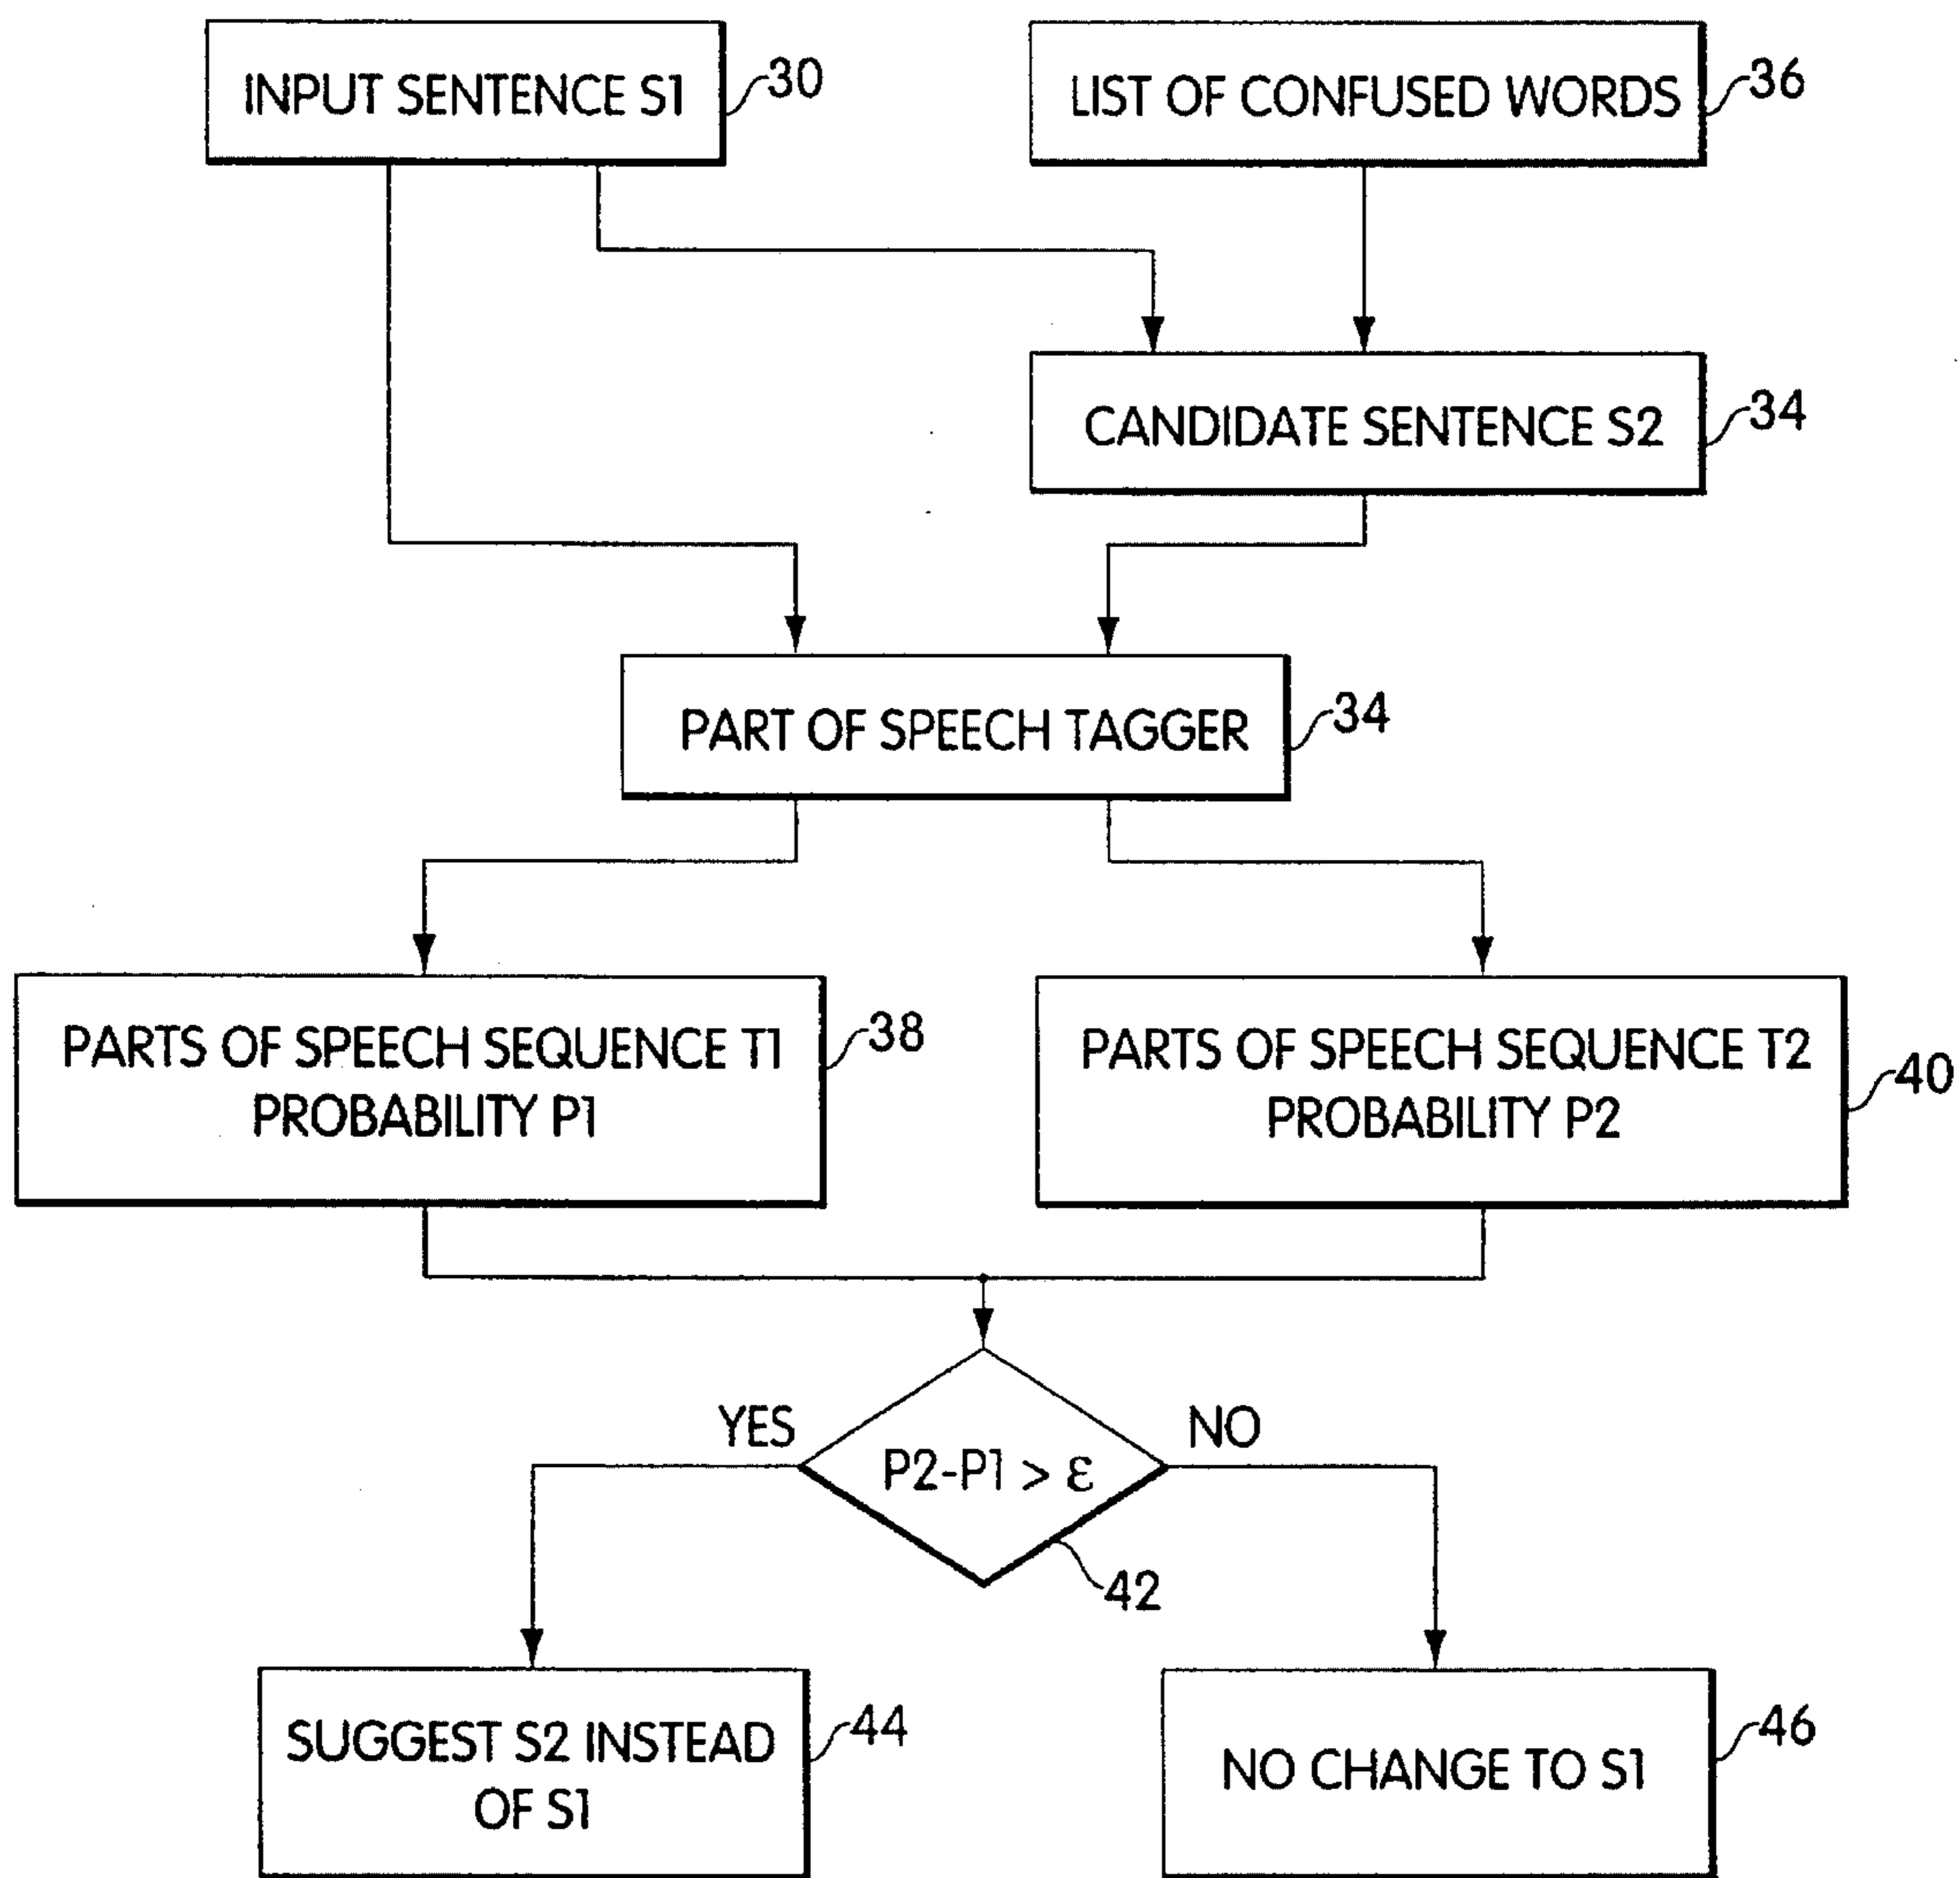 INPUT SENTENCE S1
30
LIST OF CONFUSED WORDS
36
CANDIDATE SENTENCE S2
34
PART OF SPEECH TAGGER
34
PARTS OF SPEECH SEQUENCE T1
PROBABILITY P1
38
PARTS OF SPEECH SEQUENCE T2
PROBABILITY P2
40
YES
P2-P1 > ε
NO
42
SUGGEST S2 INSTEAD
OF S1
44
NO CHANGE TO S1
46